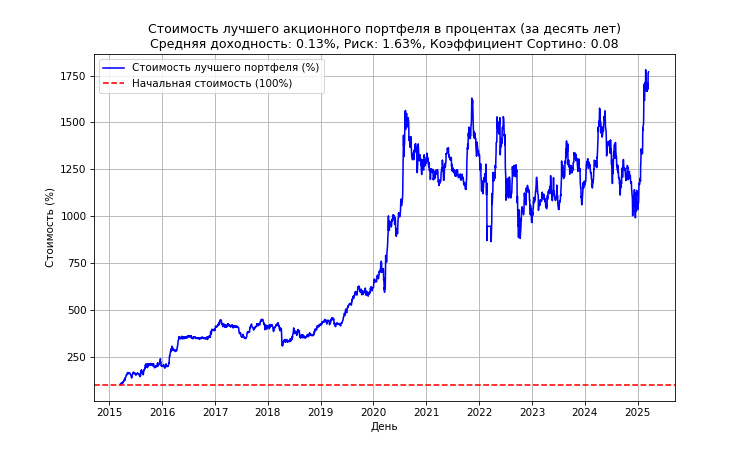 Стоимость лучшего акционного портфеля в процентах (за десять лет)
Средняя доходность: 0.13%, Риск: 1.63%, Коэффициент Сортино: 0.08
Стоимость лучшего портфеля (%)
Начальная стоимость (100%)
Стоимость (%)
1750
1500
1250
1000
750
500
250
2015 2016 2017 2018 2019 2020 2021 2022 2023 2024 2025
День